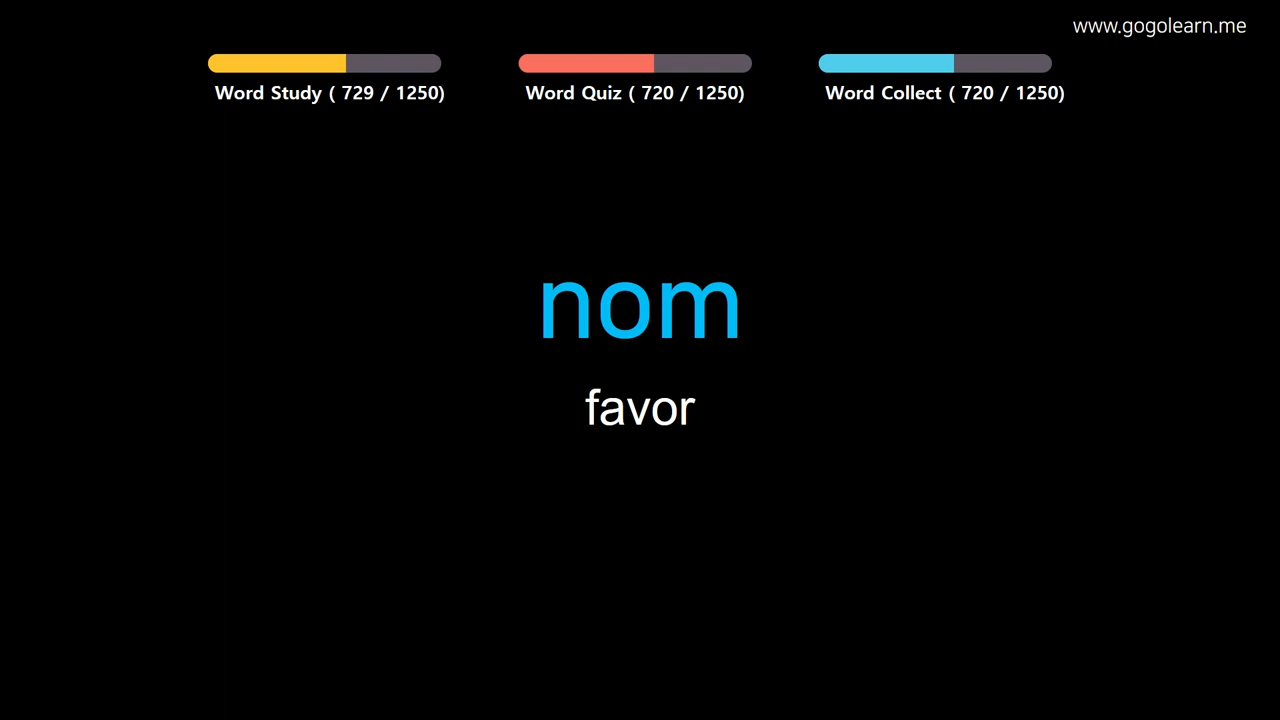 www.gogolearn.me
Word Study ( 729 / 1250)
Word Quiz ( 720 / 1250)
Word Collect ( 720 / 1250)
nom
favor